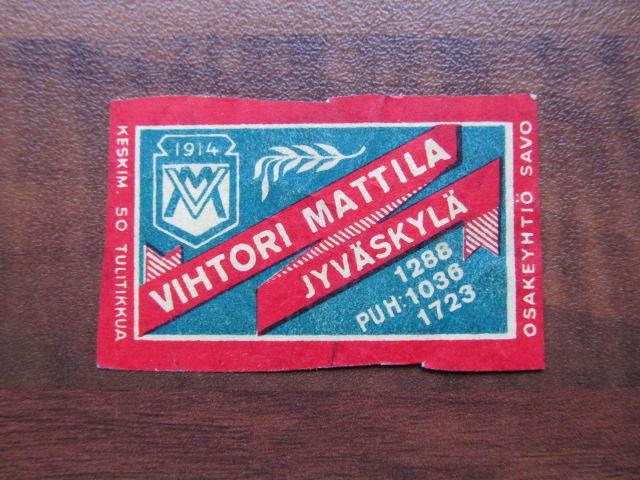 KESKIM. 50 TULITIKKUA
1914
VM
VIHTORI MATTILA
JYVÄSKYLÄ
1288
PUH: 1036
1723
OSAKEYHTIÖ SAVO